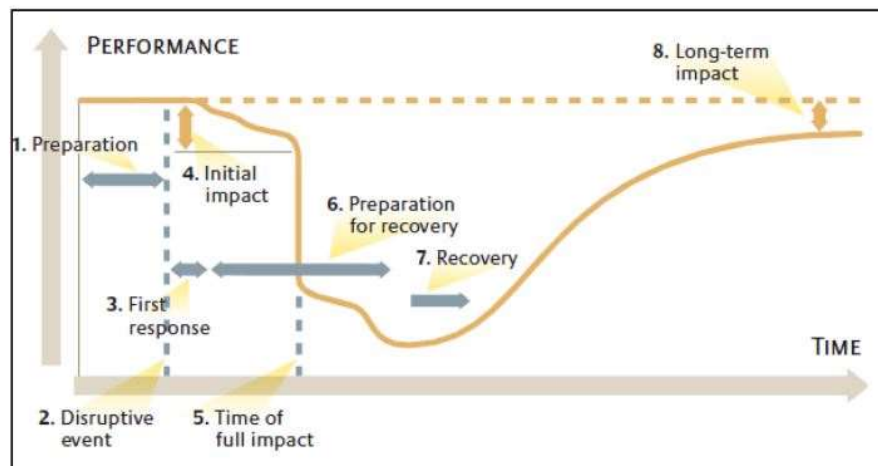 PERFORMANCE
8. Long-term
impact
1. Preparation
4. Initial
impact
6. Preparation
for recovery
7. Recovery
3. First
response
TIME
2. Disruptive
event
5. Time of
full impact